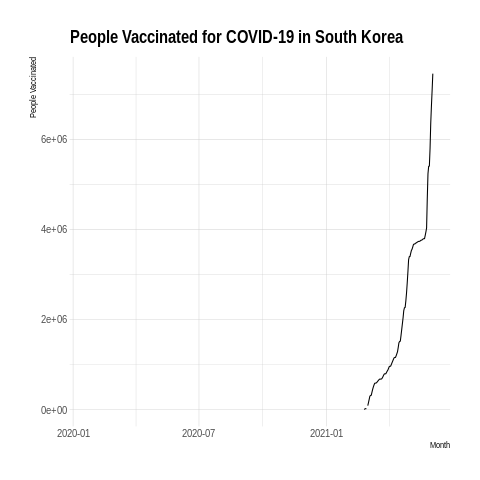 People Vaccinated for COVID-19 in South Korea
People Vaccinated
6e+06
4e+06
2e+06
0e+00
2020-01 2020-07 2021-01
Month